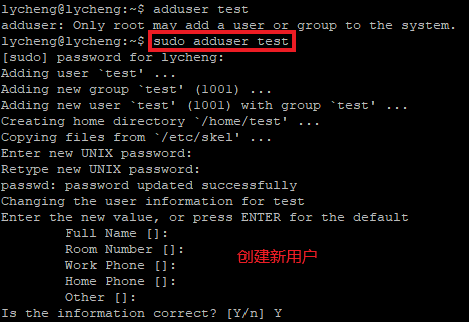 lycheng@lycheng:~$ adduser test
adduser: Only root may add a user or group to the system.
lycheng@lycheng:~$ sudo adduser test
[sudo] password for lycheng:
Adding user `test' ...
Adding new group `test' (1001) ...
Adding new user `test' (1001) with group `test' ...
Creating home directory `/home/test' ...
Copying files from `/etc/skel' ...
Enter new UNIX password:
Retype new UNIX password:
passwd: password updated successfully
Changing the user information for test
Enter the new value, or press ENTER for the default
Full Name []:
Room Number []:
Work Phone []:
创建新用户
Home Phone []:
Other []:
Is the information correct? [Y/n] Y